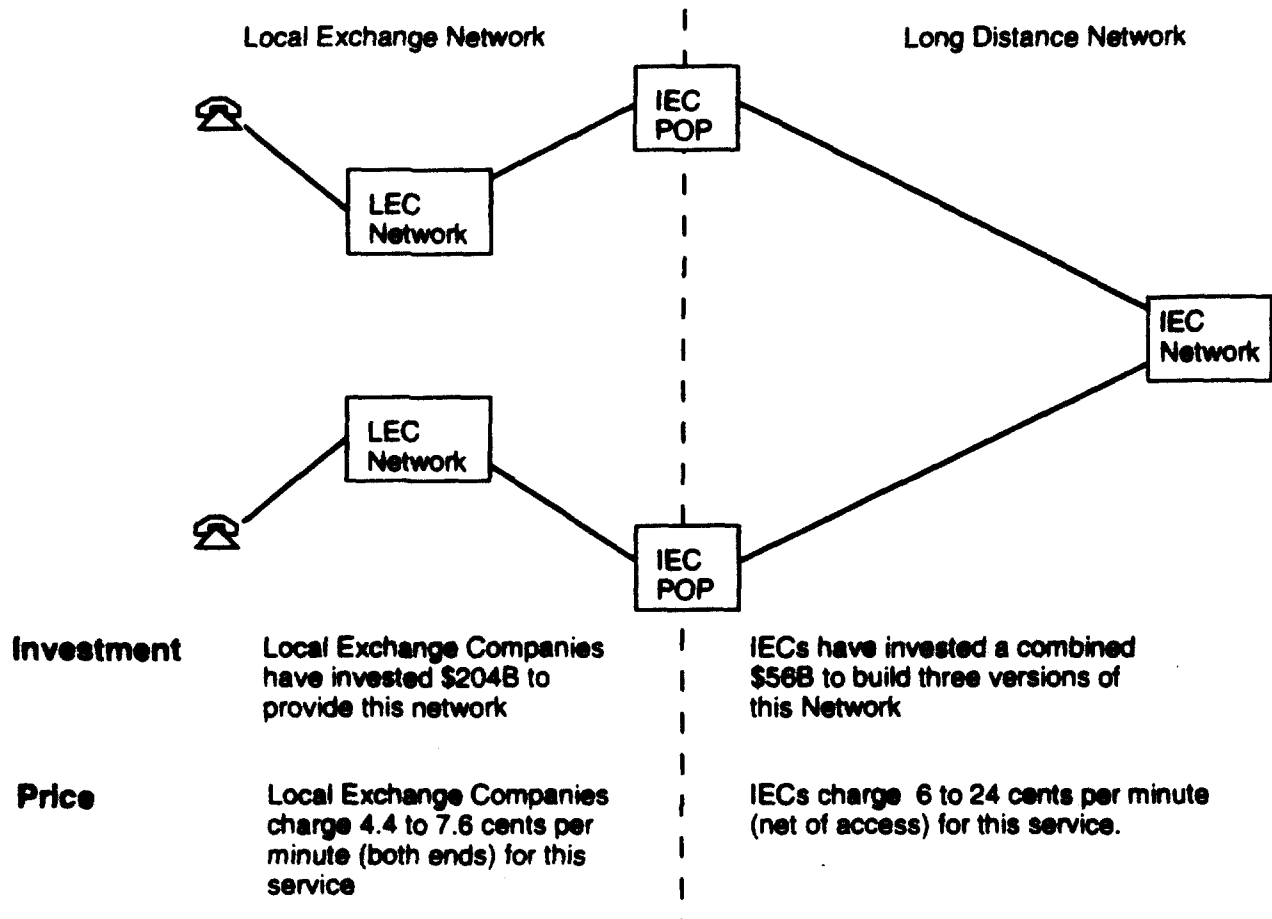 Local Exchange Network
Long Distance Network
IEC
POP
LEC
Network
IEC
Network
LEC
Network
IEC
POP
Investment
Local Exchange Companies
have invested $204B to
provide this network
IECs have invested a combined
$56B to build three versions of
this Network
Price
Local Exchange Companies
charge 4.4 to 7.6 cents per
minute (both ends) for this
service
IECs charge 6 to 24 cents per minute
(net of access) for this service.